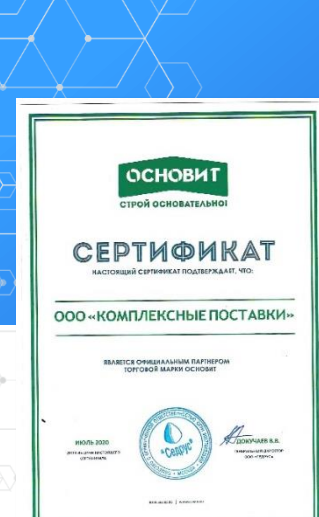 ОСНОВИТ
СТРОЙ ОСНОВАТЕЛЬНО!
СЕРТИФИКАТ
НАСТОЯЩИЙ СЕРТИФИКАТ ПОДТВЕРЖДАЕТ, ЧТО:
ООО «КОМПЛЕКСНЫЕ ПОСТАВКИ»
ЯВЛЯЕТСЯ ОФИЦИАЛЬНЫМ ПАРТНЕРОМ
ТОРГОВОЙ МАРКИ ОСНОВИТ
ИЮЛЬ 2020
"Седрус"
ДОКУЧАЕВ В.В.